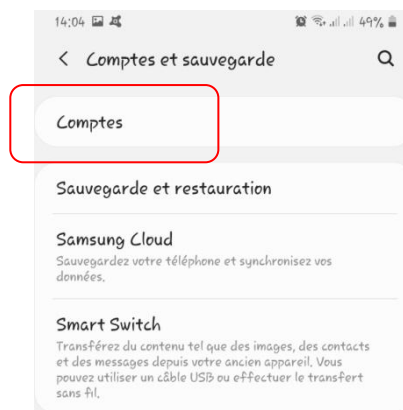 14:04 49%
Comptes et sauvegarde
Comptes
Sauvegarde et restauration
Samsung Cloud
Sauvegardez votre téléphone et synchronisez vos
données.
Smart Switch
Transférez du contenu tel que des images, des contacts
et des messages depuis votre ancien appareil. Vous
pouvez utiliser un câble USB ou effectuer le transfert
sans fil.